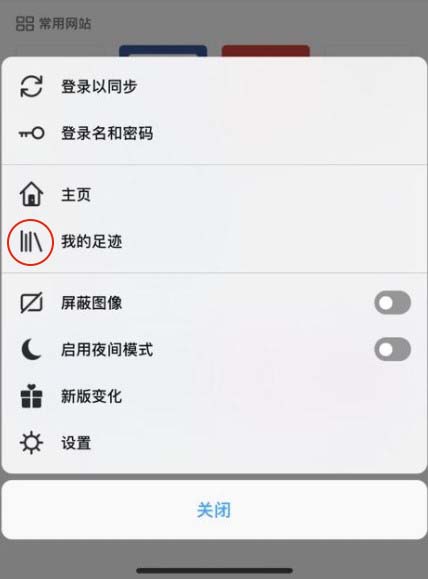 常用网站
登录以同步
登录名和密码
主页
我的足迹
屏蔽图像
启用夜间模式
新版变化
设置
关闭